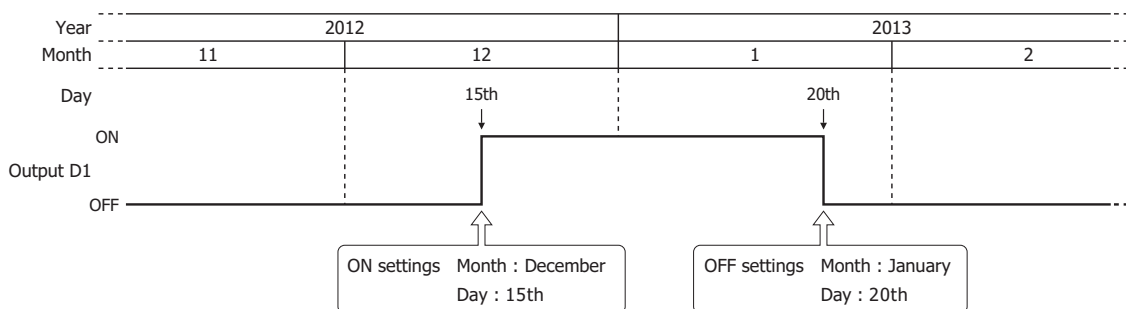 Year 2012 2013
Month 11 12 1 2
Day 15th 20th
ON
Output D1
OFF
ON settings Month : December
Day : 15th
OFF settings Month : January
Day : 20th